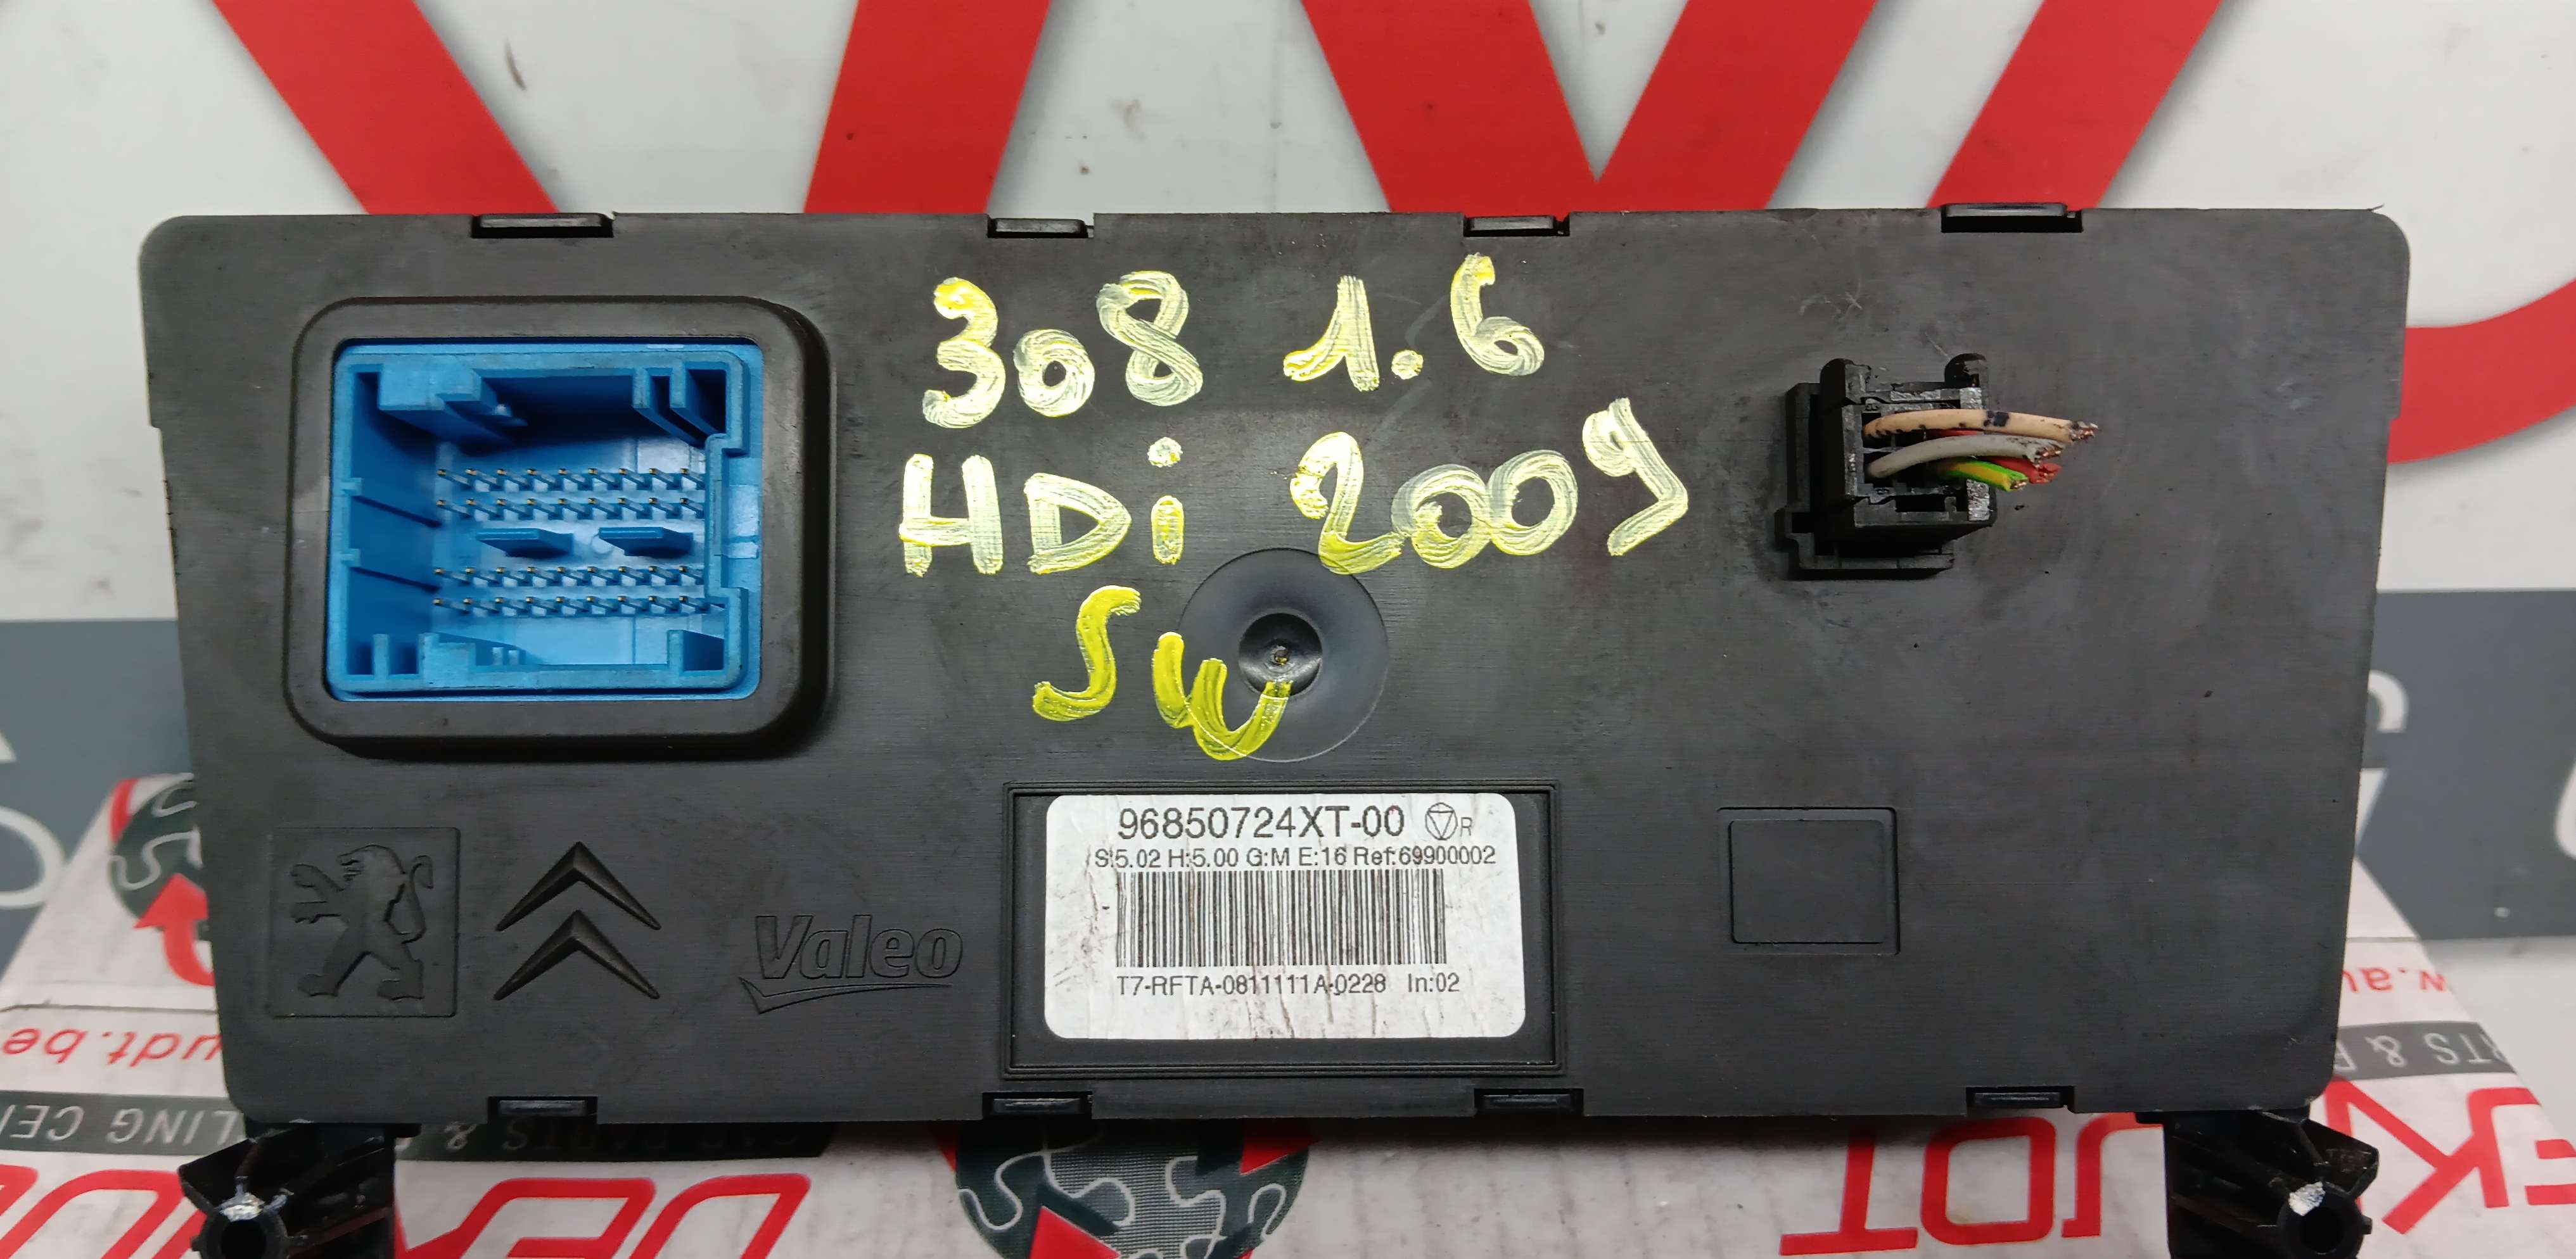 308 1.6
HDi 2009
SW
96850724XT-00 R
S:5.02 H:5.00 G:M E:16 Ref:69900002
T7-RFTA-0811111A-0228 In:02
Valeo